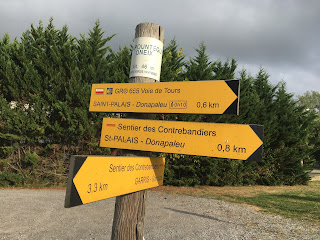 GR® 655 Voie de Tours
SAINT-PALAIS - Donapaleu
0,6 km
Sentier des Contrebandiers
ST-PALAIS - Donapaleu
0,8 km
Sentier des Contrebandiers
3,3 km